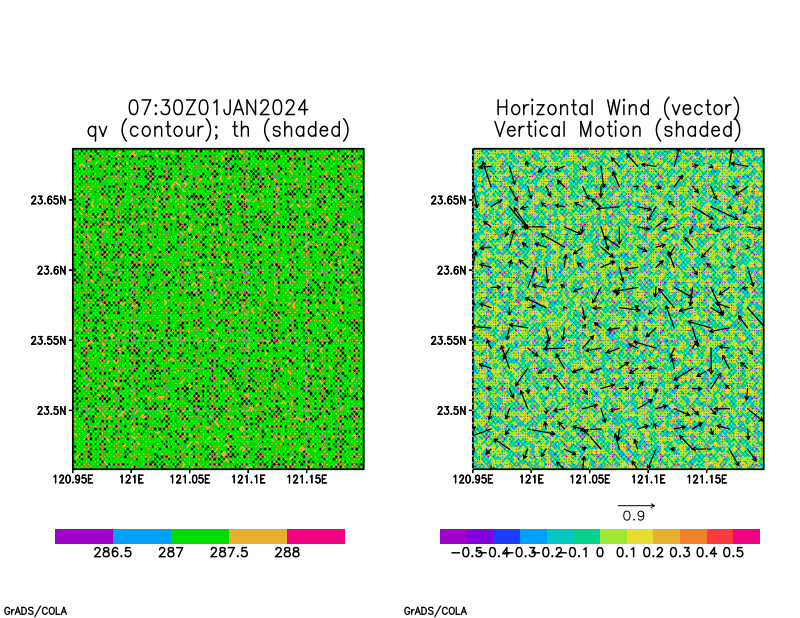 07:30Z01JAN2024
qv (contour); th (shaded)
23.65N
23.6N
23.55N
23.5N
120.95E 121E 121.05E 121.1E 121.15E
286.5 287 287.5 288
GrADS/COLA
Horizontal Wind (vector)
Vertical Motion (shaded)
23.65N
23.6N
23.55N
23.5N
120.95E 121E 121.05E 121.1E 121.15E
0.9
-0.5 -0.4 -0.3 -0.2 -0.1 0 0.1 0.2 0.3 0.4 0.5
GrADS/COLA